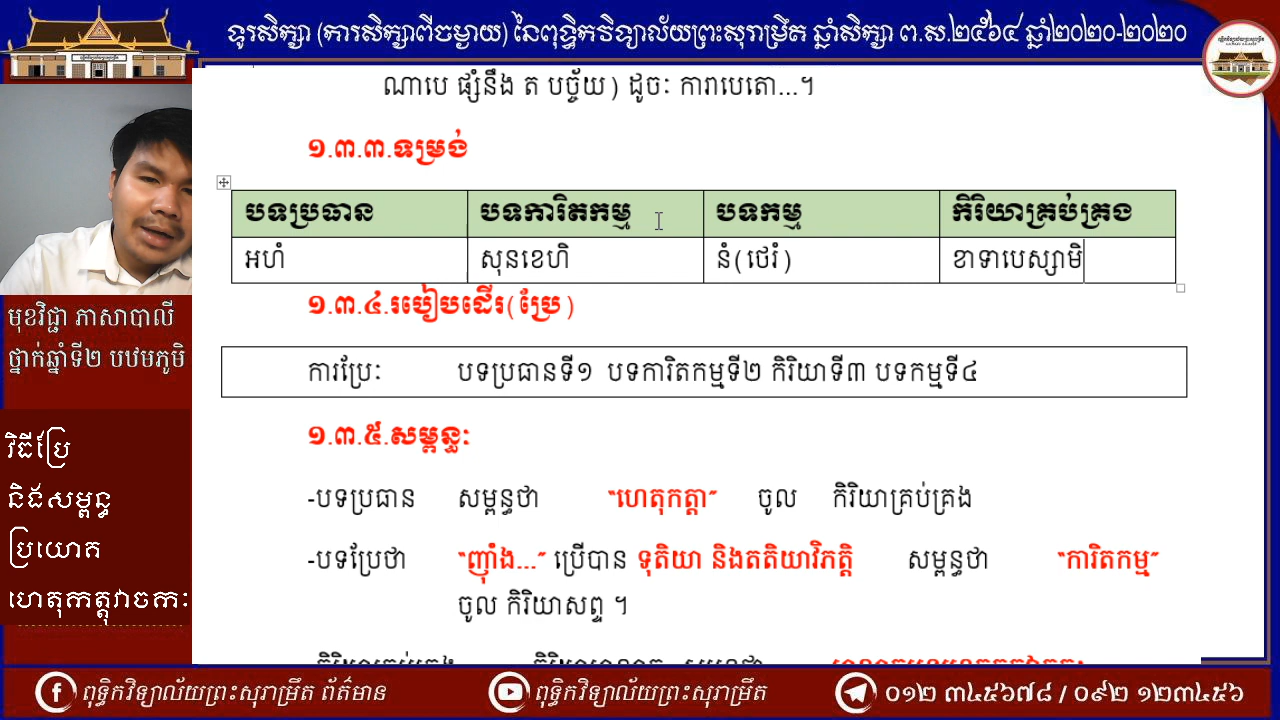 ទូរសិក្សា (ការសិក្សាពីចម្ងាយ) នៃពុទ្ធិកវិទ្យាល័យព្រះសុរាម្រឹត ឆ្នាំសិក្សា ព.ស.២៥៦៤ ឆ្នាំ២០២០-២០២០
ណាបេ ផ្សំនឹង ត បច្ច័យ) ដូចៈ ការាបេតោ...។
១.៣.៣.ទម្រង់
បទប្រធាន បទការិតកម្ម បទកម្ម កិរិយាគ្រប់គ្រង
អហំ សុនខេហិ នំ(ថេរំ) ខាទាបេស្សាមិ
១.៣.៤.របៀបដើរ(ប្រែ)
ការប្រែៈ បទប្រធានទី១ បទការិតកម្មទី២ កិរិយាទី៣ បទកម្មទី៤
១.៣.៥.សម្ពន្ធៈ
-បទប្រធាន សម្ពន្ធថា “ហេតុកត្តា” ចូល កិរិយាគ្រប់គ្រង
-បទប្រែថា “ញ៉ាំង...” ប្រើបាន ទុតិយា និងតតិយាវិភត្តិ សម្ពន្ធថា “ការិតកម្ម”
ចូល កិរិយាសព្ទ ។
មុខវិជ្ជា ភាសាបាលី
ថ្នាក់ឆ្នាំទី២ បឋមភូមិ
វិធីប្រែ
និងសម្ពន្ធ
ប្រយោគ
ហេតុកត្តុវាចកៈ
ពុទ្ធិកវិទ្យាល័យព្រះសុរាម្រឹត ព័ត៌មាន
ពុទ្ធិកវិទ្យាល័យព្រះសុរាម្រឹត
០១២ ៣៤៥៦៧៨ / ០៩២ ១២៣៤៥៦